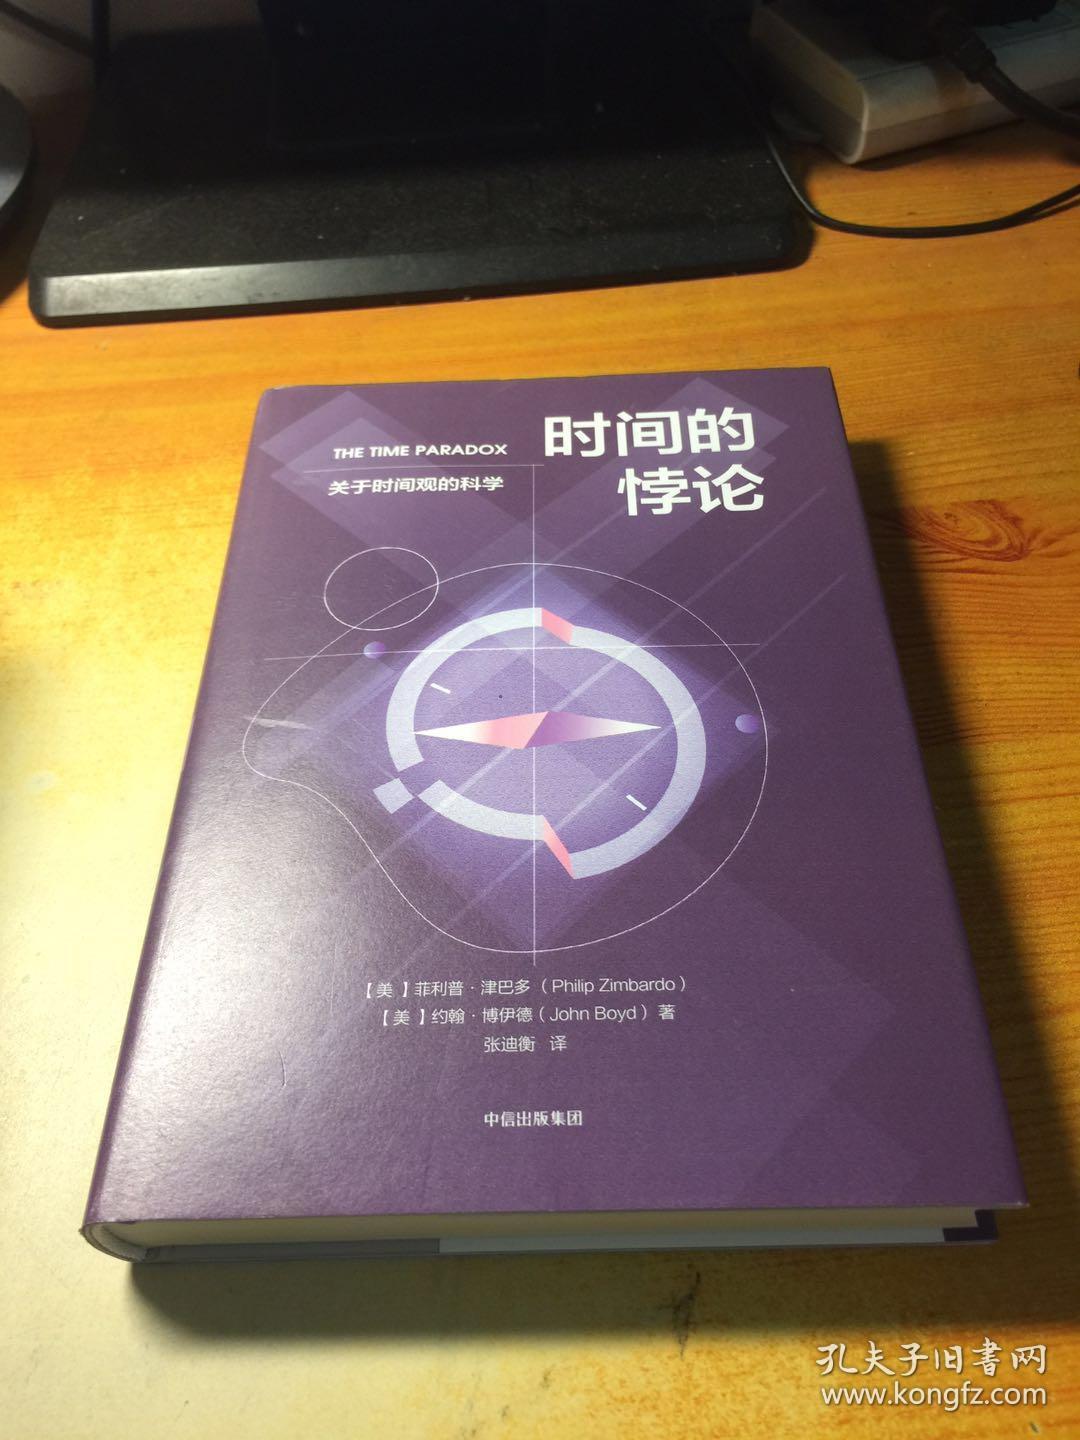 时间的
悖论
THE TIME PARADOX
关于时间观的科学
【美】菲利普·津巴多（Philip Zimbardo）
【美】约翰·博伊德（John Boyd）著
张迪衡 译
中信出版集团
孔夫子旧書网
www.kongfz.com